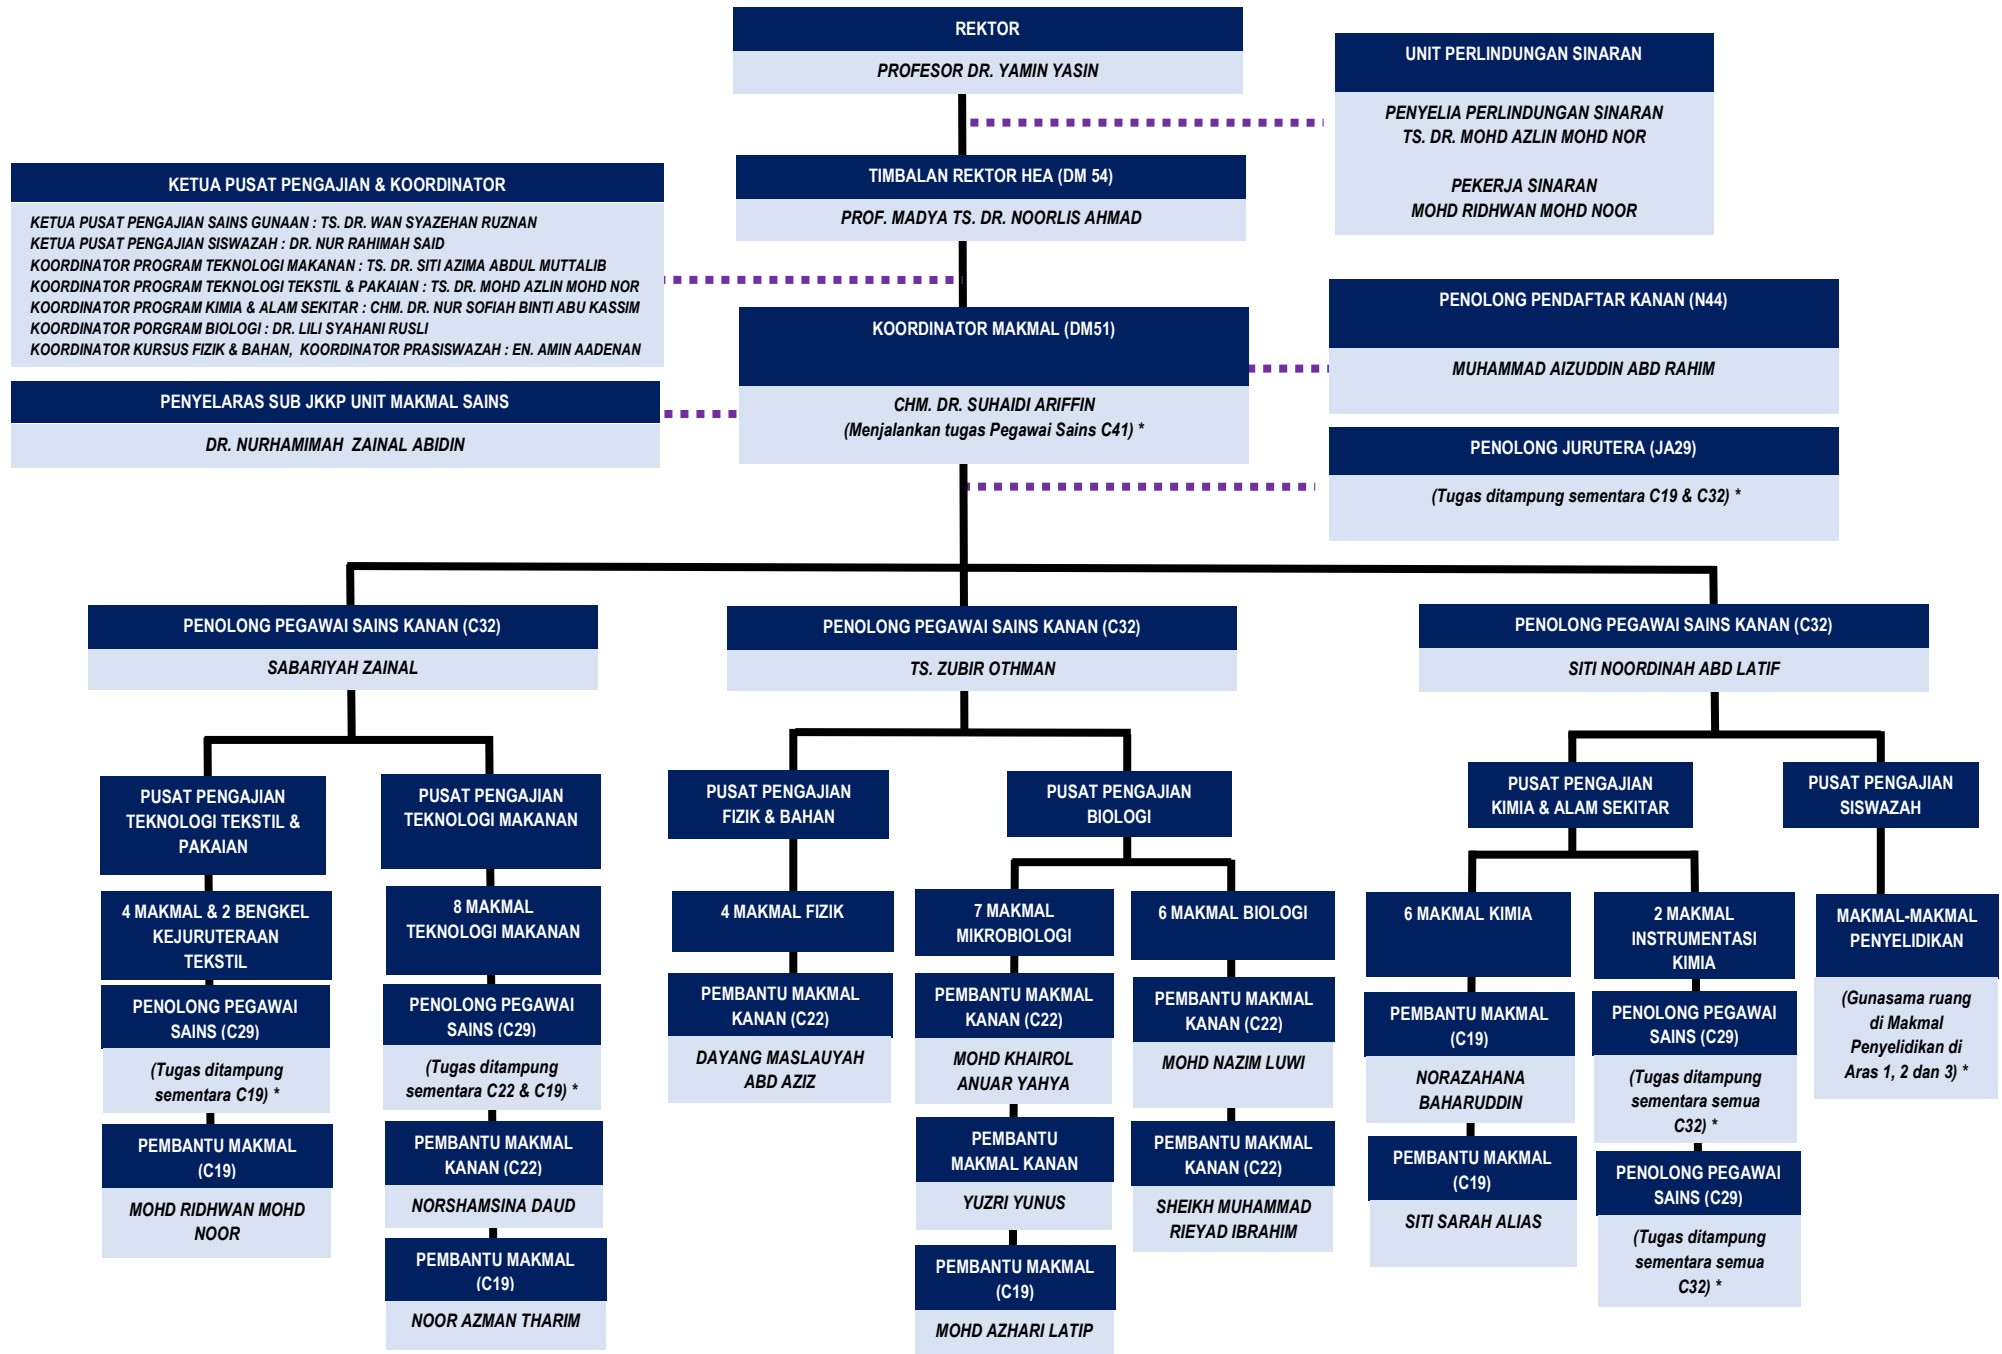 REKTOR
PROFESOR DR. YAMIN YASIN
UNIT PERLINDUNGAN SINARAN
PENYELIA PERLINDUNGAN SINARAN
TS. DR. MOHD AZLIN MOHD NOR
PEKERJA SINARAN
MOHD RIDHWAN MOHD NOOR
TIMBALAN REKTOR HEA (DM 54)
PROF. MADYA TS. DR. NOORLIS AHMAD
KETUA PUSAT PENGAJIAN & KOORDINATOR
KETUA PUSAT PENGAJIAN SAINS GUNAAN : TS. DR. WAN SYAZEHAN RUZNAN
KETUA PUSAT PENGAJIAN SISWAZAH : DR. NUR RAHIMAH SAID
KOORDINATOR PROGRAM TEKNOLOGI MAKANAN : TS. DR. SITI AZIMA ABDUL MUTTALIB
KOORDINATOR PROGRAM TEKNOLOGI TEKSTIL & PAKAIAN : TS. DR. MOHD AZLIN MOHD NOR
KOORDINATOR PROGRAM KIMIA & ALAM SEKITAR : CHM. DR. NUR SOFIAH BINTI ABU KASSIM
KOORDINATOR PORGRAM BIOLOGI : DR. LILI SYAHANI RUSLI
KOORDINATOR KURSUS FIZIK & BAHAN, KOORDINATOR PRASISWAZAH : EN. AMIN AADENAN
PENYELARAS SUB JKKP UNIT MAKMAL SAINS
DR. NURHAMIMAH ZAINAL ABIDIN
KOORDINATOR MAKMAL (DM51)
CHM. DR. SUHAIDI ARIFFIN
(Menjalankan tugas Pegawai Sains C41) *
PENOLONG PENDAFTAR KANAN (N44)
MUHAMMAD AIZUDDIN ABD RAHIM
PENOLONG JURUTERA (JA29)
(Tugas ditampung sementara C19 & C32) *
PENOLONG PEGAWAI SAINS KANAN (C32)
SABARIYAH ZAINAL
PENOLONG PEGAWAI SAINS KANAN (C32)
TS. ZUBIR OTHMAN
PENOLONG PEGAWAI SAINS KANAN (C32)
SITI NOORDINAH ABD LATIF
PUSAT PENGAJIAN
TEKNOLOGI TEKSTIL &
PAKAIAN
4 MAKMAL & 2 BENGKEL
KEJURUTERAAN
TEKSTIL
PENOLONG PEGAWAI
SAINS (C29)
(Tugas ditampung
sementara C19) *
PEMBANTU MAKMAL
(C19)
MOHD RIDHWAN MOHD
NOOR
PUSAT PENGAJIAN
TEKNOLOGI MAKANAN
8 MAKMAL
TEKNOLOGI MAKANAN
PENOLONG PEGAWAI
SAINS (C29)
(Tugas ditampung
sementara C22 & C19) *
PEMBANTU MAKMAL
KANAN (C22)
NORSHAMSINA DAUD
PEMBANTU MAKMAL
(C19)
NOOR AZMAN THARIM
PUSAT PENGAJIAN
FIZIK & BAHAN
4 MAKMAL FIZIK
PEMBANTU MAKMAL
KANAN (C22)
DAYANG MASLAUYAH
ABD AZIZ
PUSAT PENGAJIAN
BIOLOGI
7 MAKMAL
MIKROBIOLOGI
PEMBANTU MAKMAL
KANAN (C22)
MOHD KHAIROL
ANUAR YAHYA
PEMBANTU
MAKMAL KANAN
YUZRI YUNUS
PEMBANTU MAKMAL
(C19)
MOHD AZHARI LATIP
6 MAKMAL BIOLOGI
PEMBANTU MAKMAL
KANAN (C22)
MOHD NAZIM LUWI
PEMBANTU MAKMAL
KANAN (C22)
SHEIKH MUHAMMAD
RIEYAD IBRAHIM
PUSAT PENGAJIAN
KIMIA & ALAM SEKITAR
6 MAKMAL KIMIA
PEMBANTU MAKMAL
(C19)
NORAZAHANA
BAHARUDDIN
PEMBANTU MAKMAL
(C19)
SITI SARAH ALIAS
2 MAKMAL
INSTRUMENTASI
KIMIA
PENOLONG PEGAWAI
SAINS (C29)
(Tugas ditampung
sementara semua
C32) *
PENOLONG PEGAWAI
SAINS (C29)
(Tugas ditampung
sementara semua
C32) *
PUSAT PENGAJIAN
SISWAZAH
MAKMAL-MAKMAL
PENYELIDIKAN
(Gunasama ruang
di Makmal
Penyelidikan di
Aras 1, 2 dan 3) *